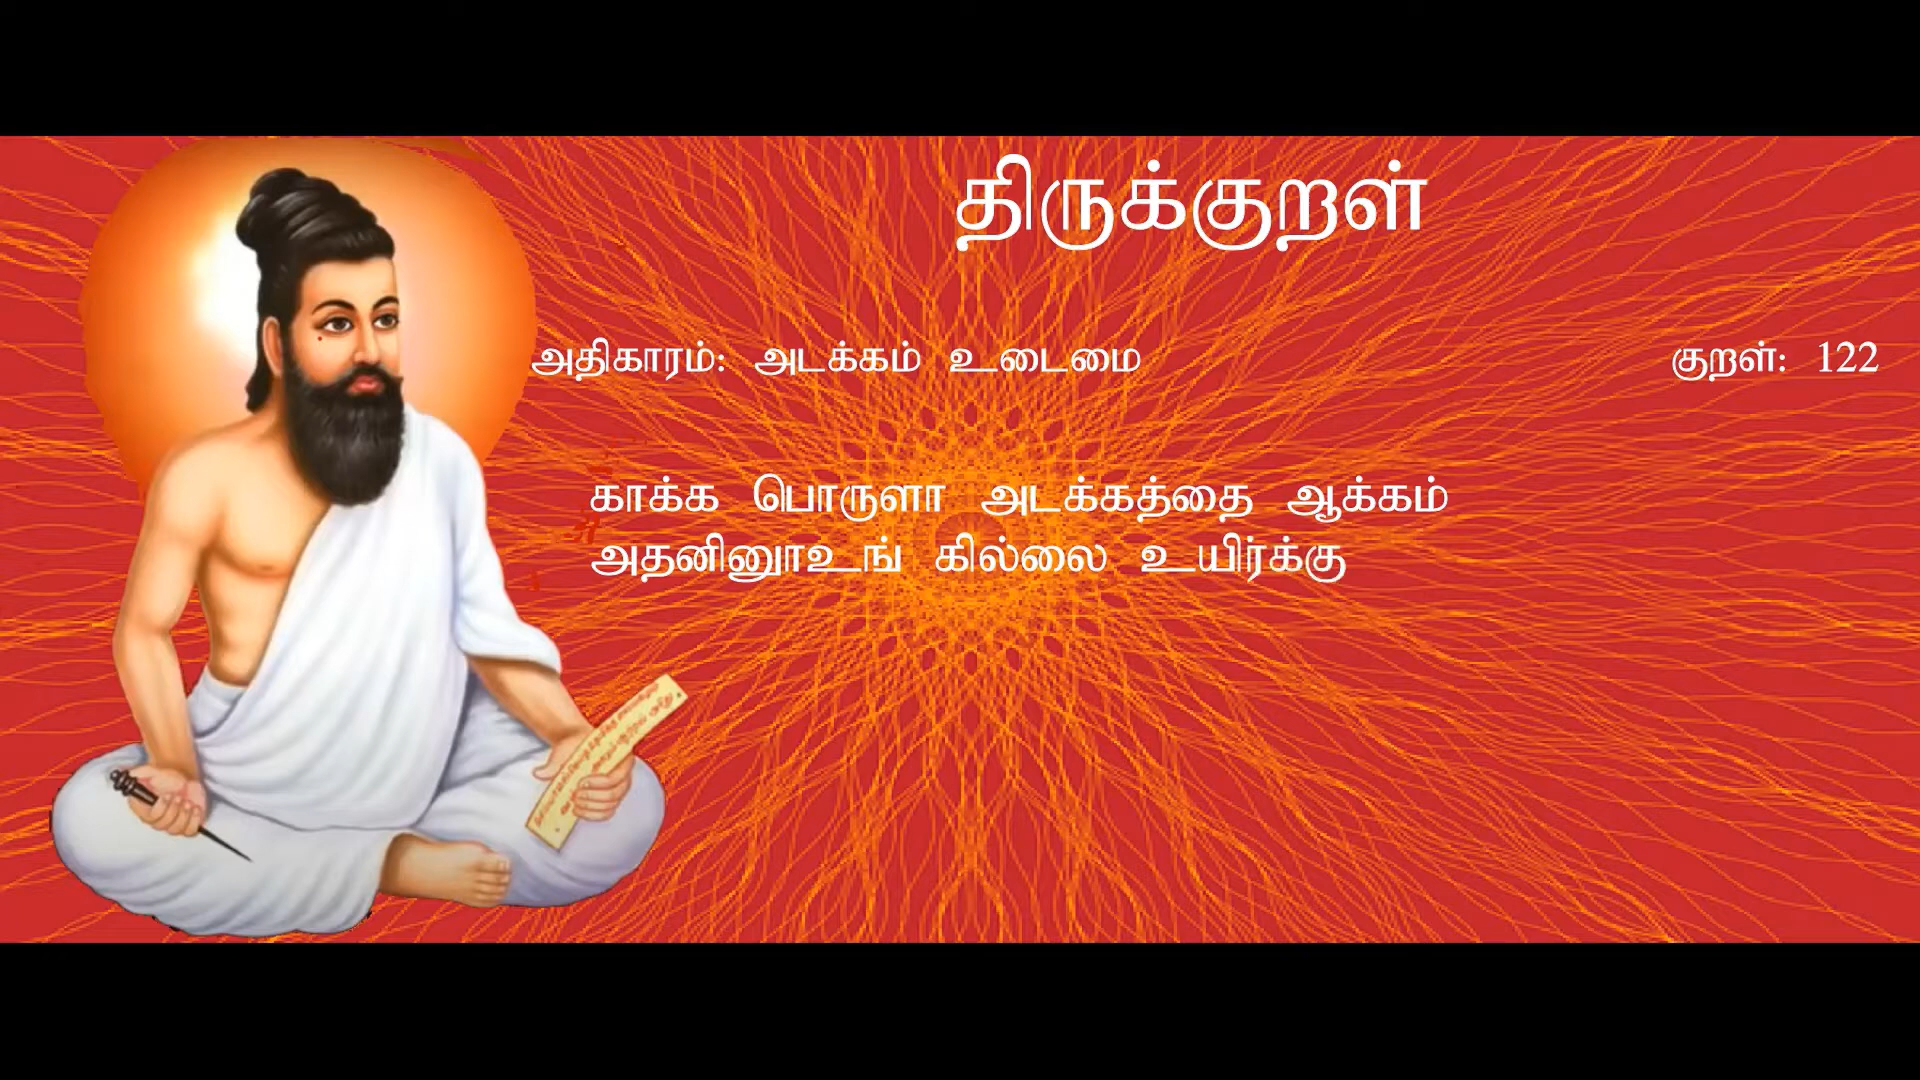 திருக்குறள்
அதிகாரம்: அடக்கம் உடைமை குறள்: 122
காக்க பொருளா அடக்கத்தை ஆக்கம்
அதனினூஉங் கில்லை உயிர்க்கு